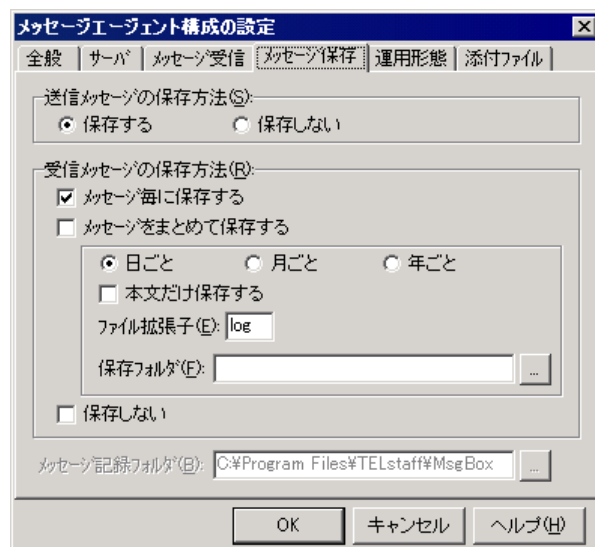 メッセージエージェント構成の設定
全般 サーバ メッセージ受信 メッセージ保存 運用形態 添付ファイル
送信メッセージの保存方法(S):
保存する 保存しない
受信メッセージの保存方法(R):
メッセージ毎に保存する
メッセージをまとめて保存する
日ごと 月ごと 年ごと
本文だけ保存する
ファイル拡張子(E): log
保存フォルダ(F): ...
保存しない
メッセージ記録フォルダ(B): C:¥Program Files¥TELstaff¥MsgBox ...
OK キャンセル ヘルプ(H)